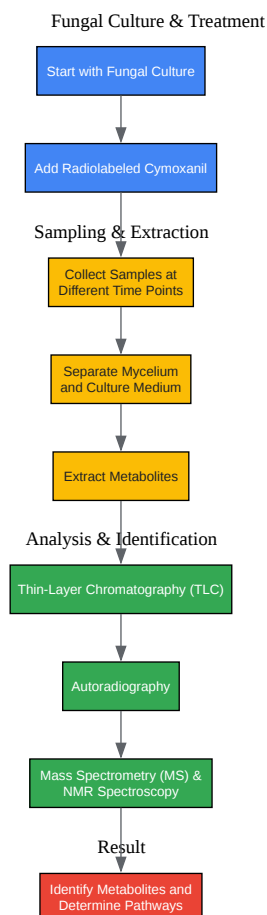 Fungal Culture & Treatment
Start with Fungal Culture
Add Radiolabeled Cymoxanil
Sampling & Extraction
Collect Samples at
Different Time Points
Separate Mycelium
and Culture Medium
Extract Metabolites
Analysis & Identification
Thin-Layer Chromatography (TLC)
Autoradiography
Mass Spectrometry (MS) &
NMR Spectroscopy
Result
Identify Metabolites and
Determine Pathways